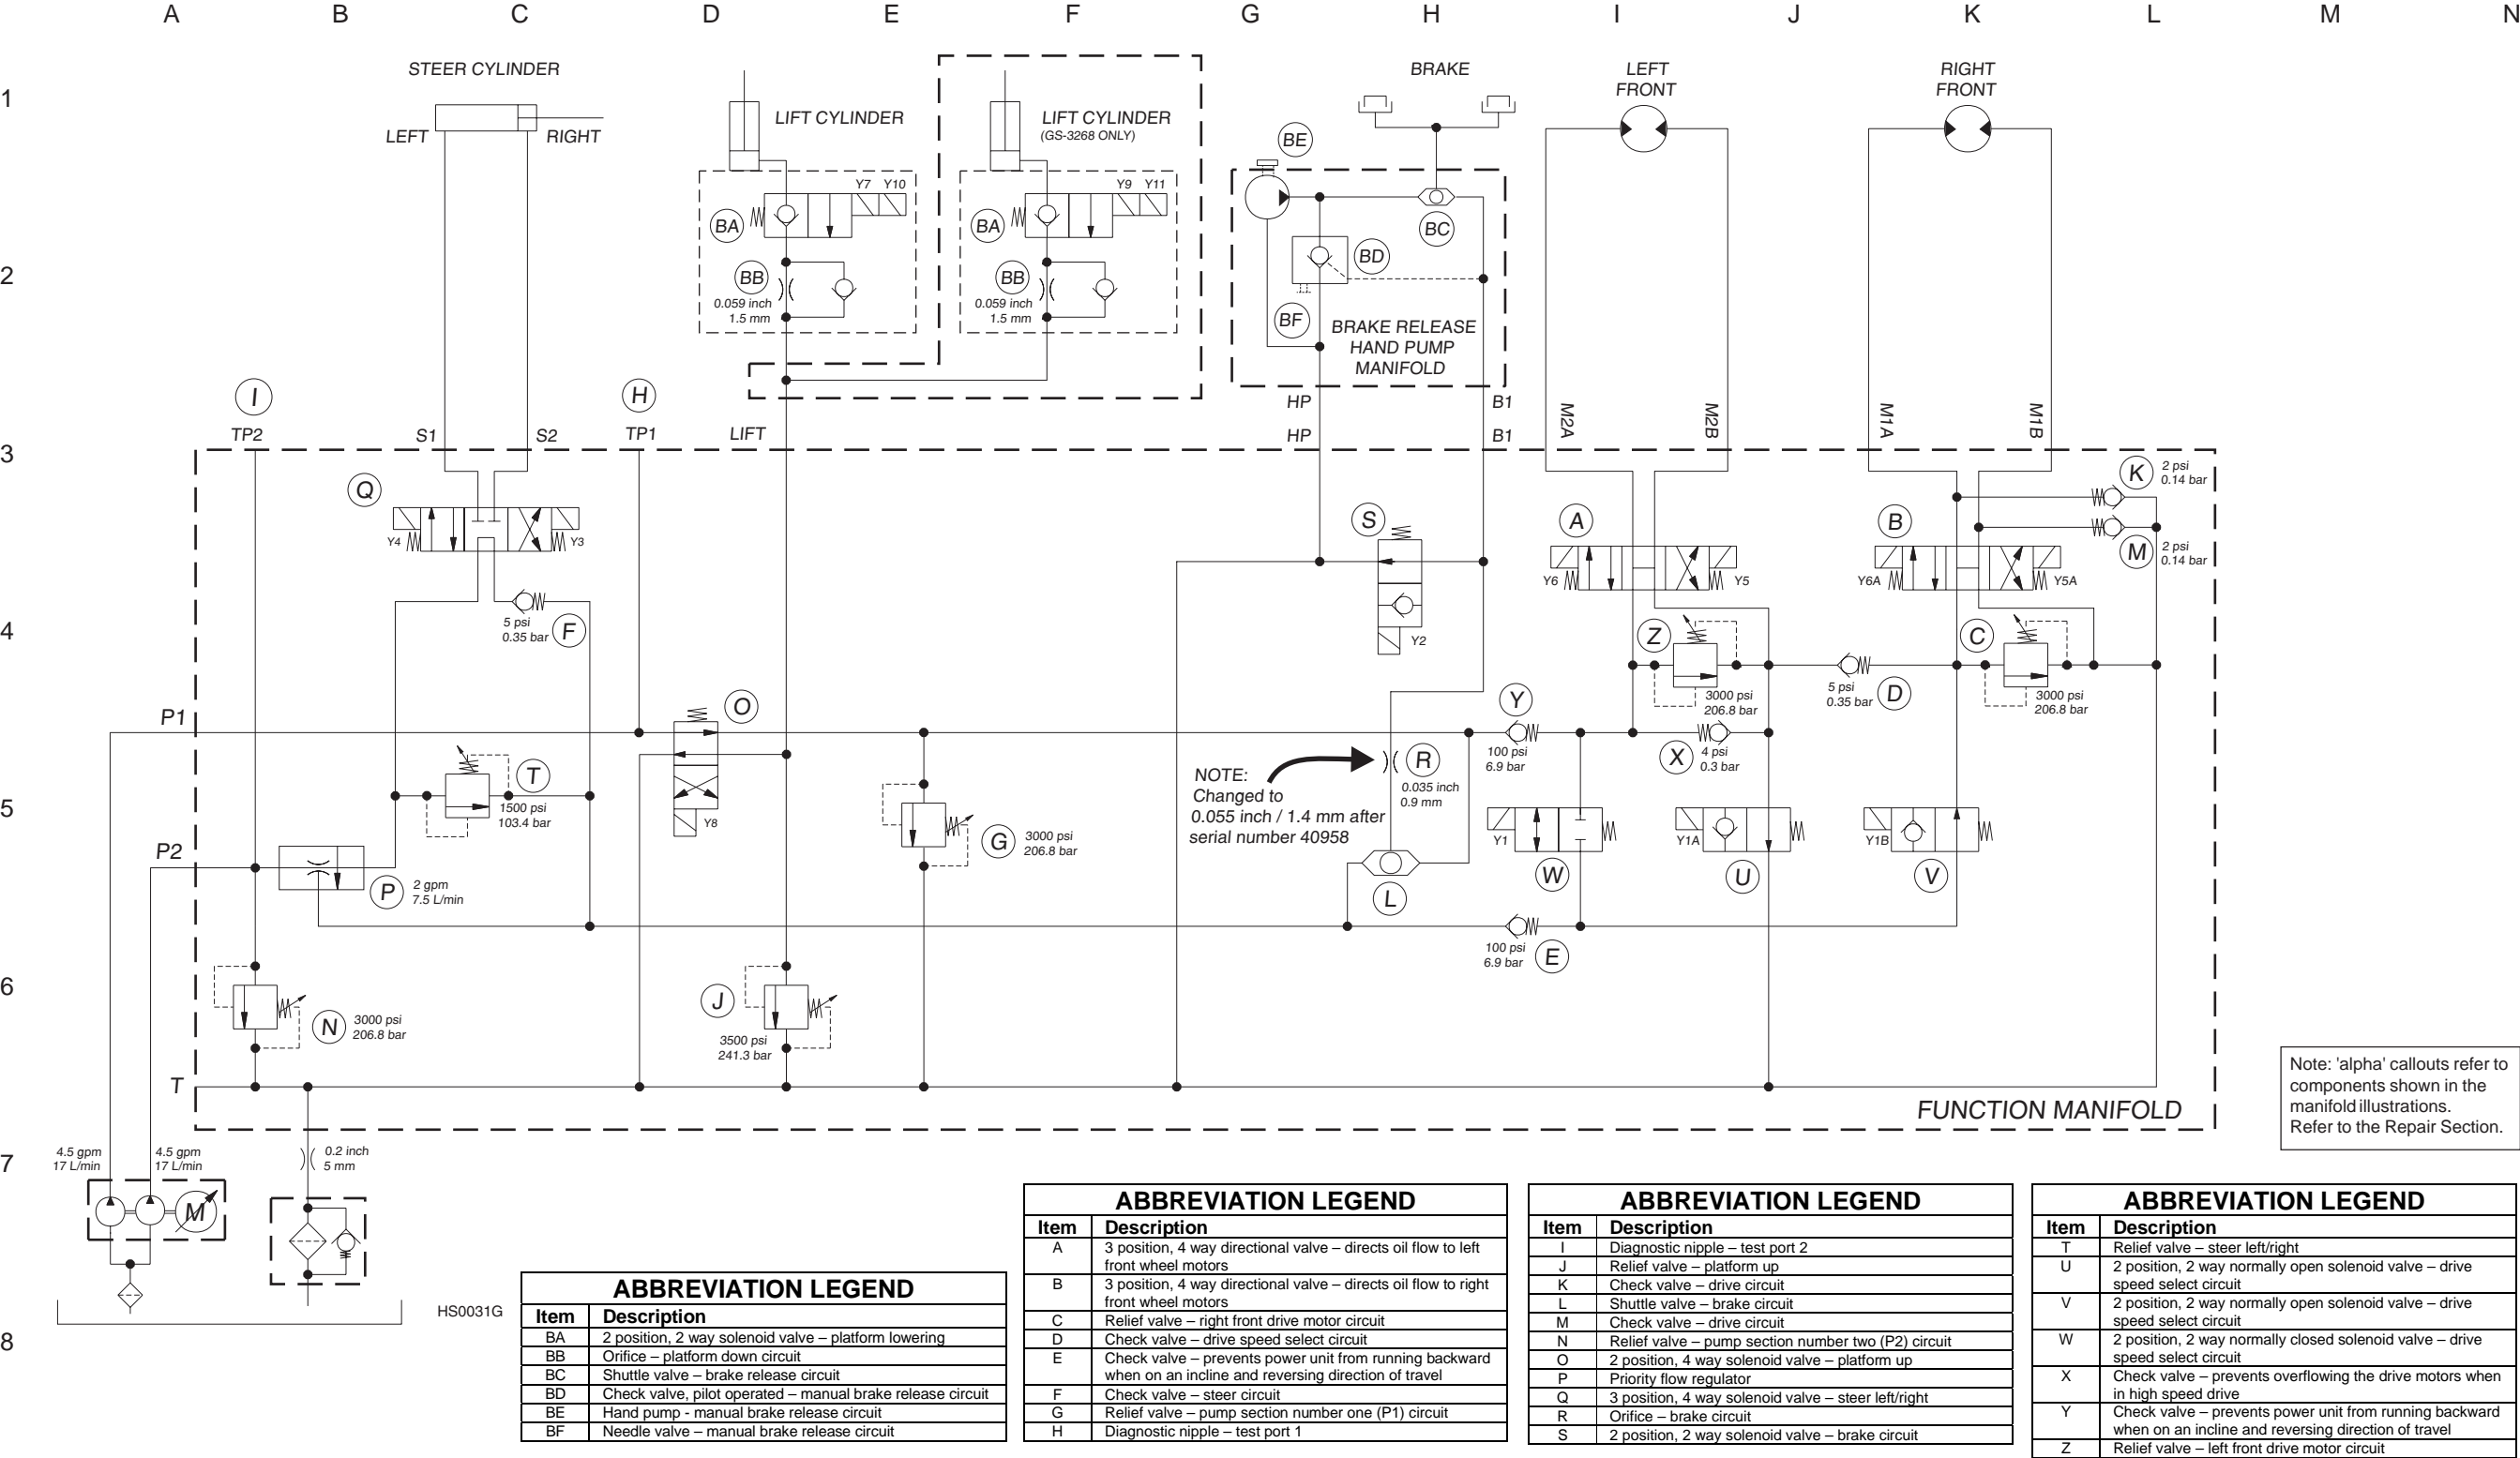 A B C D E F G H I J K L M N
1
2
3
4
5
6
7
8
STEER CYLINDER
LEFT
RIGHT
LIFT CYLINDER
LIFT CYLINDER
(GS-3268 ONLY)
BRAKE
LEFT
FRONT
RIGHT
FRONT
BE
Y7 Y10
Y9 Y11
BA
BA
BC
BB
0.059 inch
1.5 mm
BB
0.059 inch
1.5 mm
BD
BF
BRAKE RELEASE
HAND PUMP
MANIFOLD
I
H
HP
B1
TP2
S1
S2
TP1
LIFT
HP
B1
M2A
M2B
M1A
M1B
Q
Y4
Y3
S
Y2
A
Y6
Y5
B
Y6A
Y5A
K
2 psi
0.14 bar
M
2 psi
0.14 bar
5 psi
0.35 bar
F
Z
3000 psi
206.8 bar
5 psi
0.35 bar
D
C
3000 psi
206.8 bar
P1
O
Y8
Y
100 psi
6.9 bar
X
4 psi
0.3 bar
T
1500 psi
103.4 bar
NOTE:
Changed to
0.055 inch / 1.4 mm after
serial number 40958
R
0.035 inch
0.9 mm
G
3000 psi
206.8 bar
Y1
W
Y1A
U
Y1B
V
P2
P
2 gpm
7.5 L/min
L
100 psi
6.9 bar
E
N
3000 psi
206.8 bar
J
3500 psi
241.3 bar
T
FUNCTION MANIFOLD
Note: 'alpha' callouts refer to
components shown in the
manifold illustrations.
Refer to the Repair Section.
4.5 gpm
17 L/min
4.5 gpm
17 L/min
0.2 inch
5 mm
M
HS0031G
ABBREVIATION LEGEND
Item Description
BA 2 position, 2 way solenoid valve – platform lowering
BB Orifice – platform down circuit
BC Shuttle valve – brake release circuit
BD Check valve, pilot operated – manual brake release circuit
BE Hand pump - manual brake release circuit
BF Needle valve – manual brake release circuit
ABBREVIATION LEGEND
Item Description
A 3 position, 4 way directional valve – directs oil flow to left
front wheel motors
B 3 position, 4 way directional valve – directs oil flow to right
front wheel motors
C Relief valve – right front drive motor circuit
D Check valve – drive speed select circuit
E Check valve – prevents power unit from running backward
when on an incline and reversing direction of travel
F Check valve – steer circuit
G Relief valve – pump section number one (P1) circuit
H Diagnostic nipple – test port 1
ABBREVIATION LEGEND
Item Description
I Diagnostic nipple – test port 2
J Relief valve – platform up
K Check valve – drive circuit
L Shuttle valve – brake circuit
M Check valve – drive circuit
N Relief valve – pump section number two (P2) circuit
O 2 position, 4 way solenoid valve – platform up
P Priority flow regulator
Q 3 position, 4 way solenoid valve – steer left/right
R Orifice – brake circuit
S 2 position, 2 way solenoid valve – brake circuit
ABBREVIATION LEGEND
Item Description
T Relief valve – steer left/right
U 2 position, 2 way normally open solenoid valve – drive
speed select circuit
V 2 position, 2 way normally open solenoid valve – drive
speed select circuit
W 2 position, 2 way normally closed solenoid valve – drive
speed select circuit
X Check valve – prevents overflowing the drive motors when
in high speed drive
Y Check valve – prevents power unit from running backward
when on an incline and reversing direction of travel
Z Relief valve – left front drive motor circuit